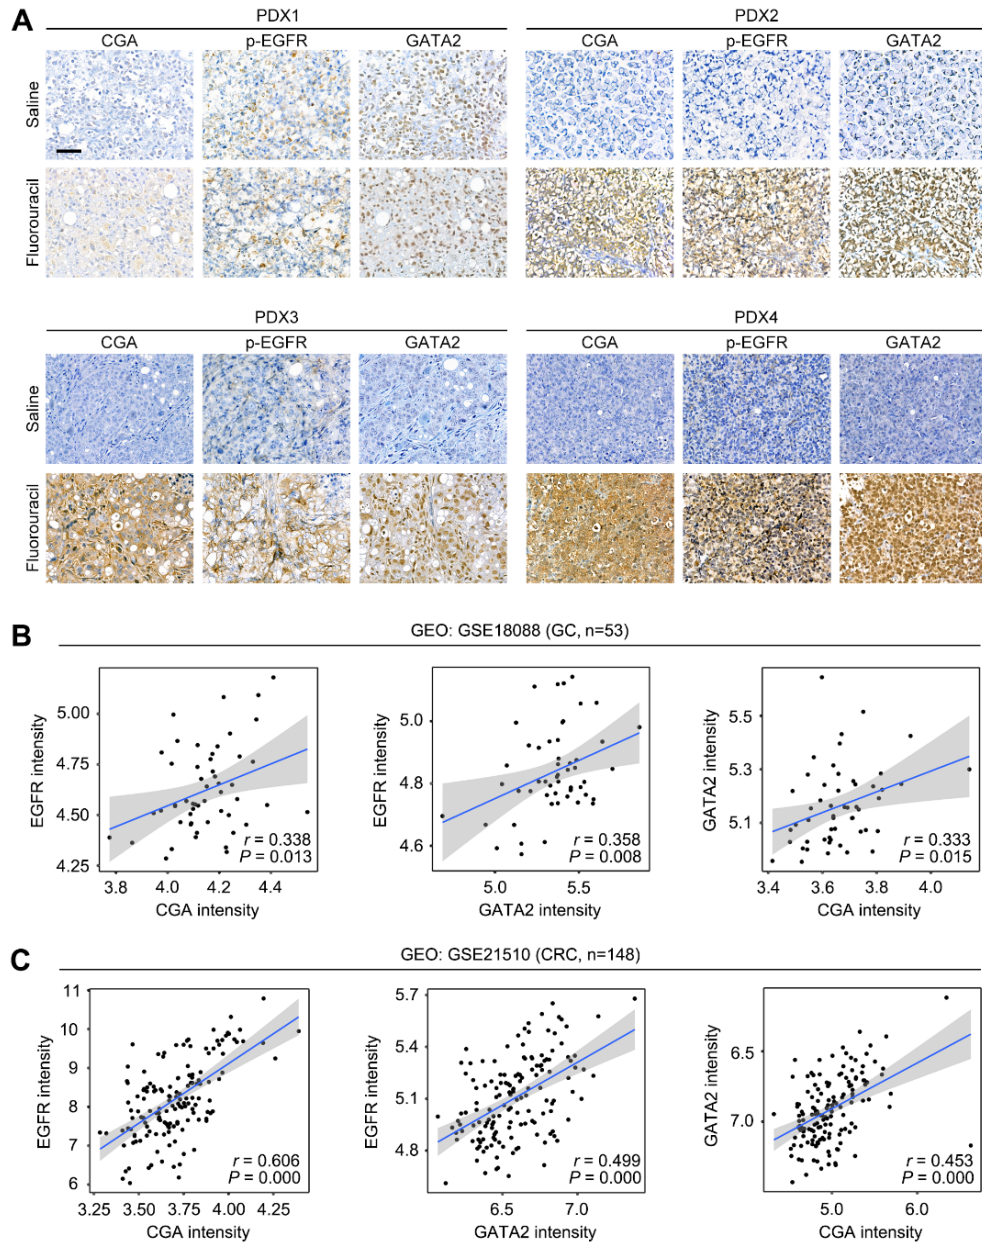 A
PDX1
PDX2
CGA p-EGFR GATA2 CGA p-EGFR GATA2
Saline
Fluorouracil
PDX3
PDX4
CGA p-EGFR GATA2 CGA p-EGFR GATA2
Saline
Fluorouracil
B
GEO: GSE18088 (GC, n=53)
EGFR intensity
5.00
4.75
4.50
4.25
r = 0.338
P = 0.013
3.8 4.0 4.2 4.4
CGA intensity
EGFR intensity
5.0
4.8
4.6
r = 0.358
P = 0.008
5.0 5.5
GATA2 intensity
GATA2 intensity
5.5
5.3
5.1
r = 0.333
P = 0.015
3.4 3.6 3.8 4.0
CGA intensity
C
GEO: GSE21510 (CRC, n=148)
EGFR intensity
11
10
9
8
7
6
r = 0.606
P = 0.000
3.25 3.50 3.75 4.00 4.25
CGA intensity
EGFR intensity
5.7
5.4
5.1
4.8
r = 0.499
P = 0.000
6.5 7.0
GATA2 intensity
GATA2 intensity
6.5
7.0
r = 0.453
P = 0.000
5.0 6.0
CGA intensity